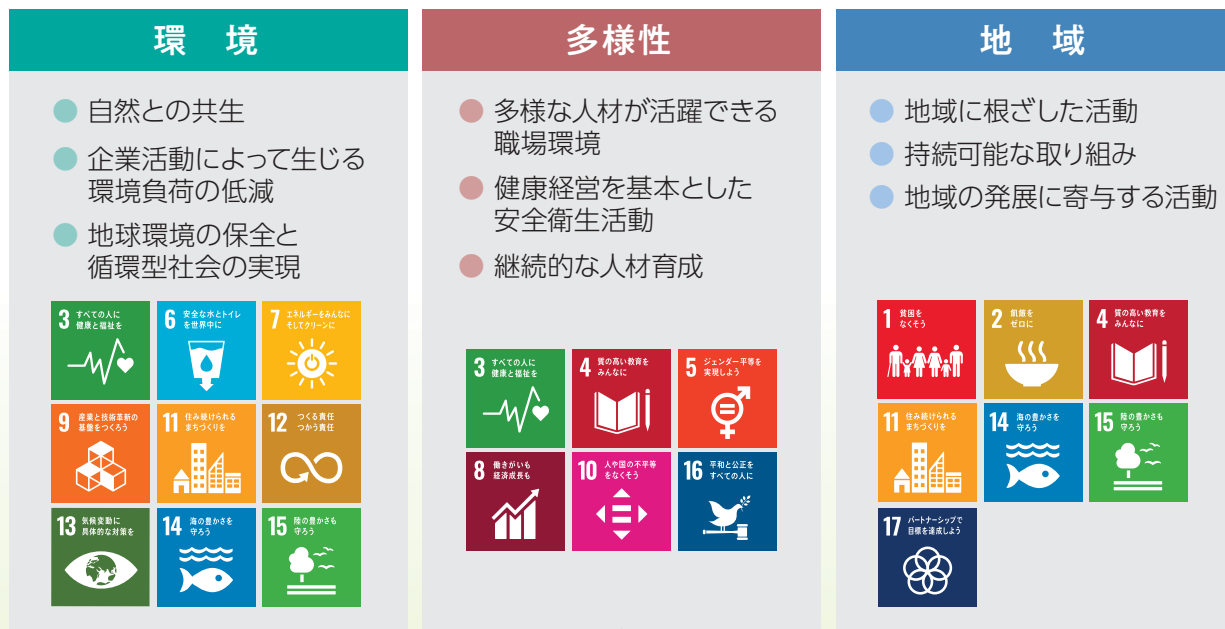 環 境
自然との共生
企業活動によって生じる
環境負荷の低減
地球環境の保全と
循環型社会の実現
3 すべての人に
健康と福祉を
6 安全な水とトイレ
を世界中に
7 エネルギーをみんなに
そしてクリーンに
9 産業と技術革新の
基盤をつくろう
11 住み続けられる
まちづくりを
12 つくる責任
つかう責任
13 気候変動に
具体的な対策を
14 海の豊かさを
守ろう
15 陸の豊かさも
守ろう
多様性
多様な人材が活躍できる
職場環境
健康経営を基本とした
安全衛生活動
継続的な人材育成
3 すべての人に
健康と福祉を
4 質の高い教育を
みんなに
5 ジェンダー平等を
実現しよう
8 働きがいも
経済成長も
10 人や国の不平等
をなくそう
16 平和と公正を
すべての人に
地 域
地域に根ざした活動
持続可能な取り組み
地域の発展に寄与する活動
1 貧困を
なくそう
2 飢餓を
ゼロに
4 質の高い教育を
みんなに
11 住み続けられる
まちづくりを
14 海の豊かさを
守ろう
15 陸の豊かさも
守ろう
17 パートナーシップで
目標を達成しよう